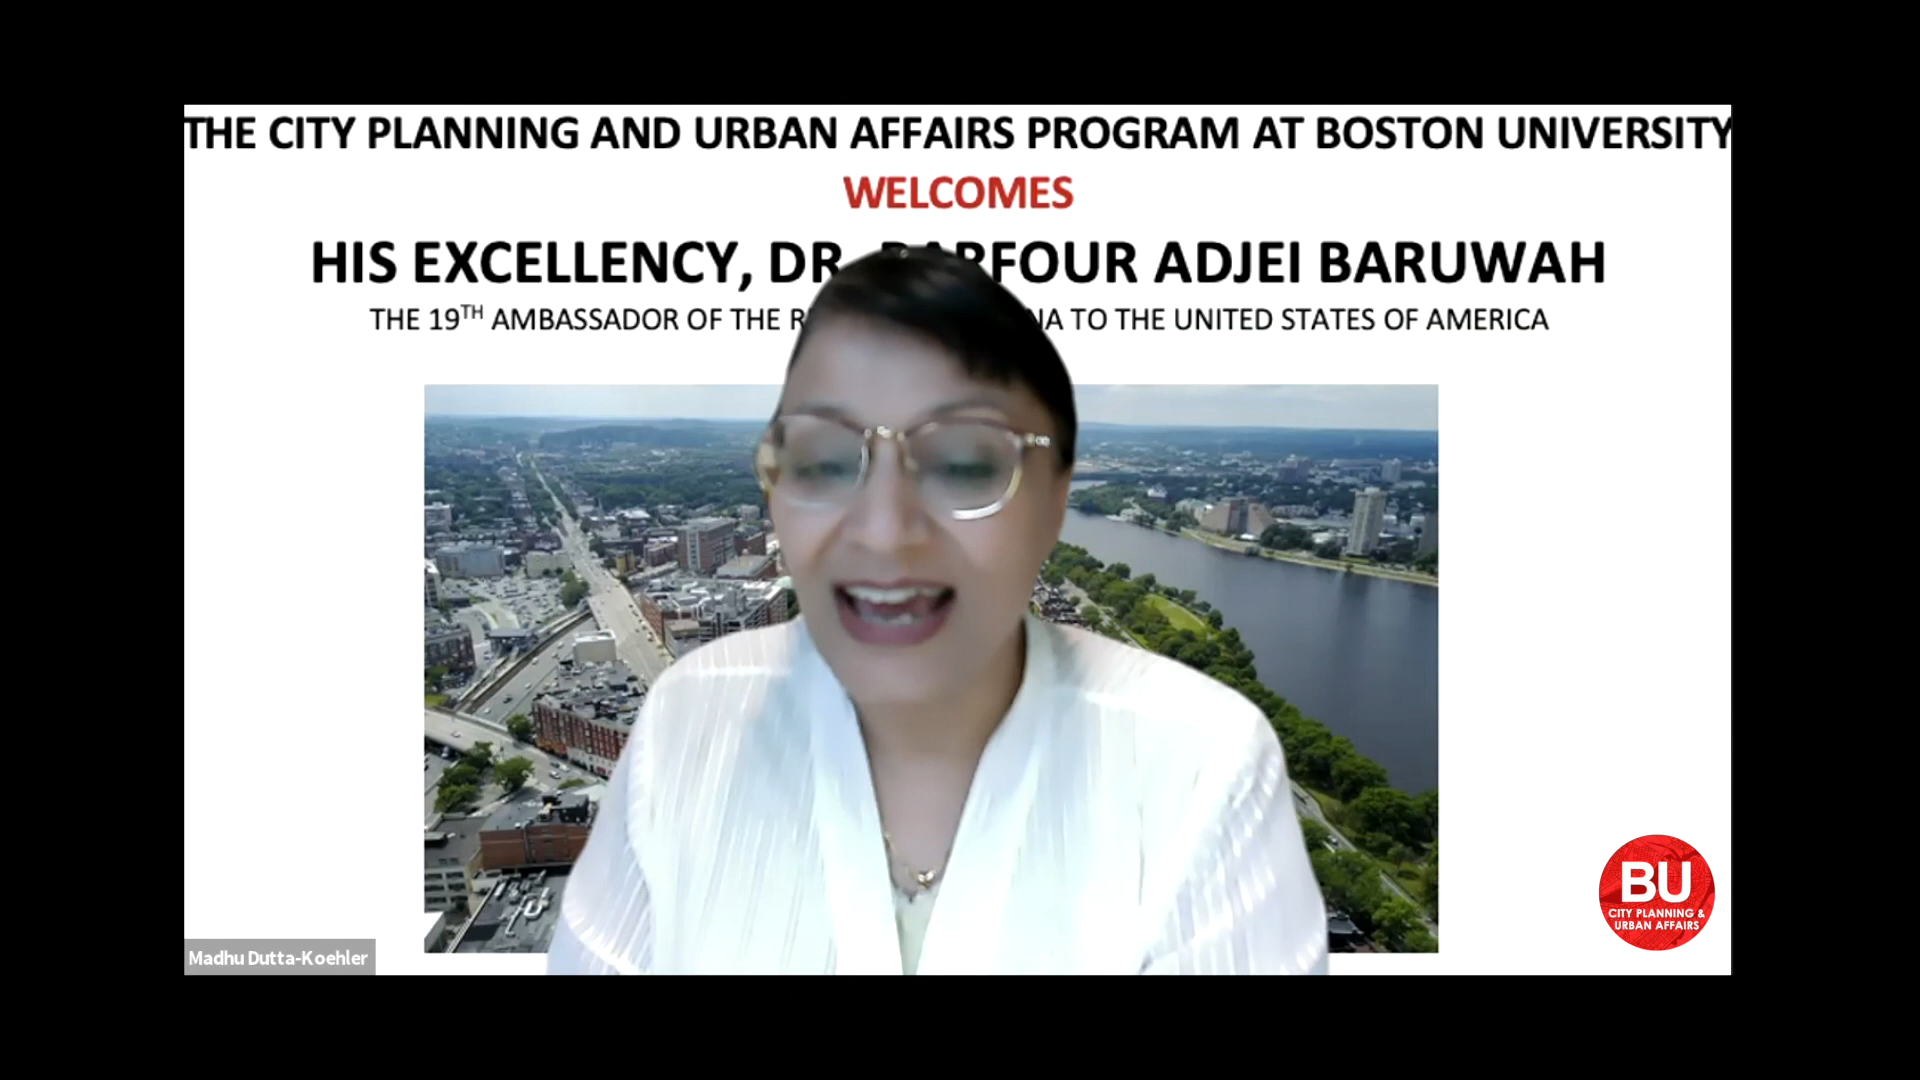 THE CITY PLANNING AND URBAN AFFAIRS PROGRAM AT BOSTON UNIVERSITY
WELCOMES
HIS EXCELLENCY, DR. BARFOUR ADJEI BARUWAH
THE 19TH AMBASSADOR OF THE TO THE UNITED STATES OF AMERICA
BU
CITY PLANNING &
URBAN AFFAIRS
Madhu Dutta-Koehler